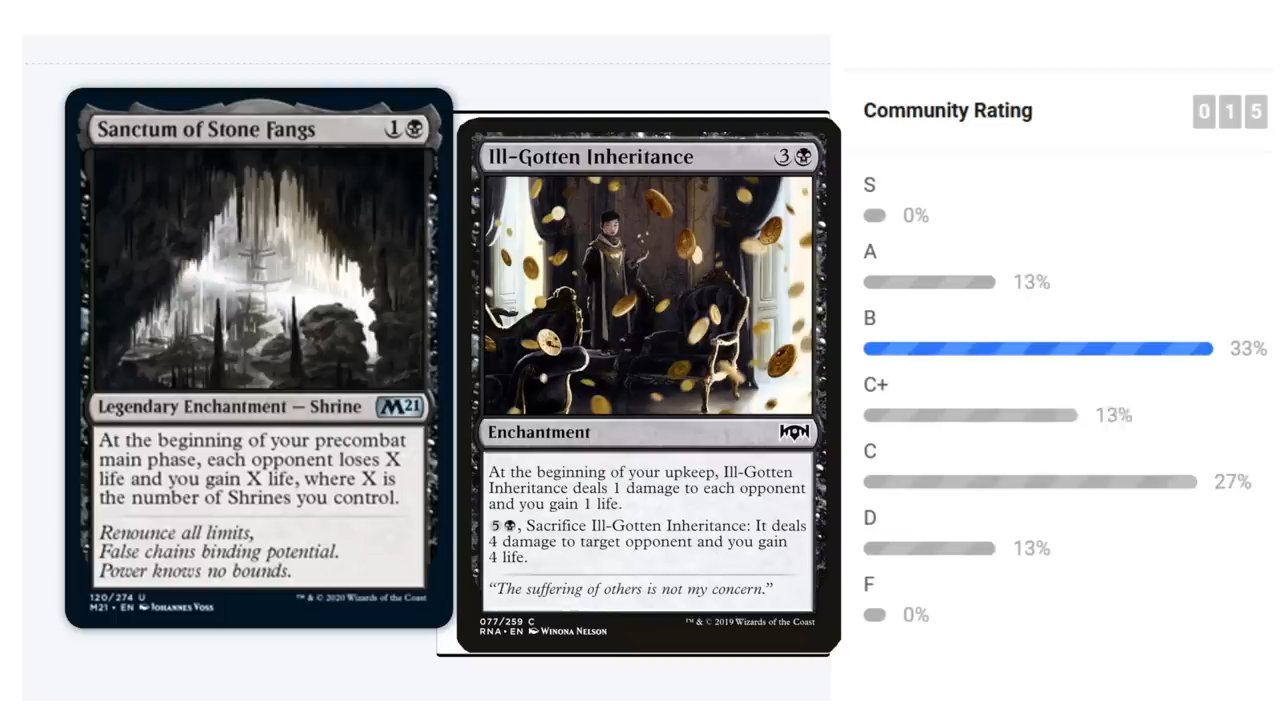 Sanctum of Stone Fangs 1
Legendary Enchantment — Shrine M21
At the beginning of your precombat
main phase, each opponent loses X
life and you gain X life, where X is
the number of Shrines you control.
Renounce all limits,
False chains binding potential.
Power knows no bounds.
120/274 U
M21 • EN Johannes Voss
™ & © 2020 Wizards of the Coast
Ill-Gotten Inheritance 3
Enchantment
At the beginning of your upkeep, Ill-Gotten
Inheritance deals 1 damage to each opponent
and you gain 1 life.
5, Sacrifice Ill-Gotten Inheritance: It deals
4 damage to target opponent and you gain
4 life.
“The suffering of others is not my concern.”
077/259 C
RNA • EN Winona Nelson
™ & © 2019 Wizards of the Coast
Community Rating 0 1 5
S
0%
A
13%
B
33%
C+
13%
C
27%
D
13%
F
0%